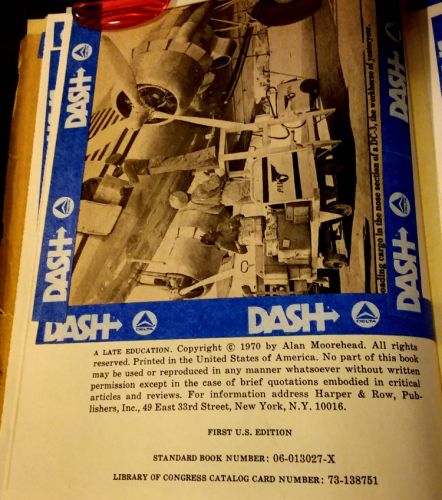 DASH
DELTA
DASH
DASH
DASH
DASH
oading cargo in the nose section of a DC-3, the workhorse of yesteryear.
DASH
DASH
DELTA
A LATE EDUCATION. Copyright © 1970 by Alan Moorehead. All rights
reserved. Printed in the United States of America. No part of this book
may be used or reproduced in any manner whatsoever without written
permission except in the case of brief quotations embodied in critical
articles and reviews. For information address Harper & Row, Pub-
lishers, Inc., 49 East 33rd Street, New York, N.Y. 10016.
FIRST U.S. EDITION
STANDARD BOOK NUMBER: 06-013027-X
LIBRARY OF CONGRESS CATALOG CARD NUMBER: 73-138751